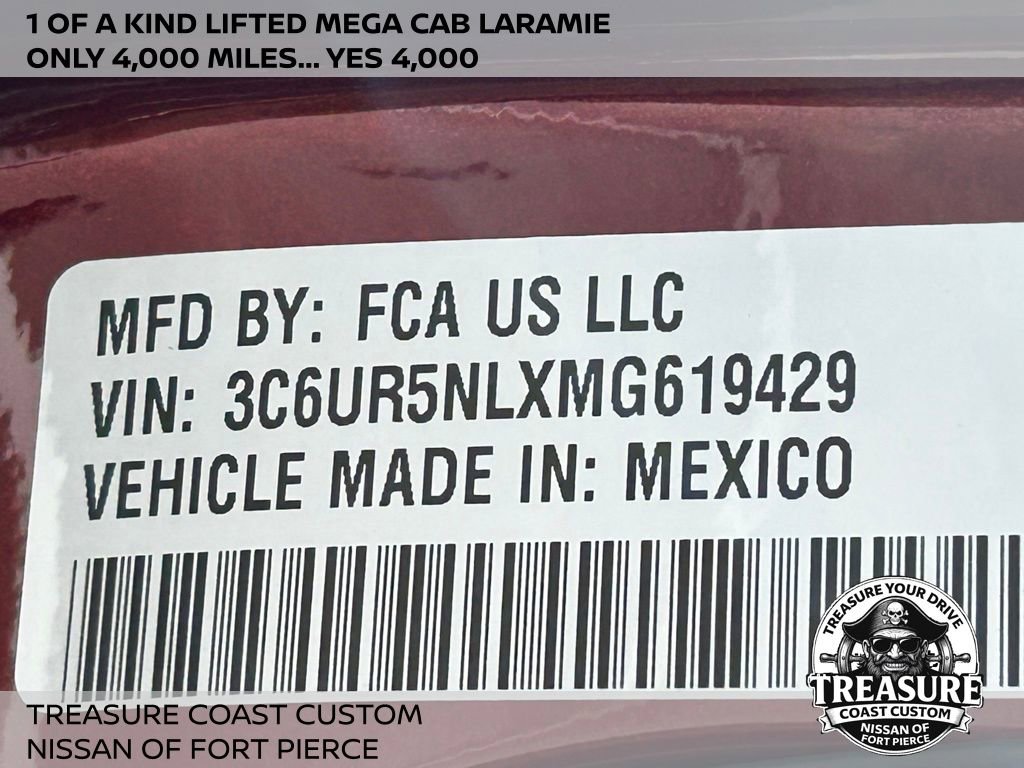 1 OF A KIND LIFTED MEGA CAB LARAMIE
ONLY 4,000 MILES... YES 4,000
MFD BY: FCA US LLC
VIN: 3C6UR5NLXMG619429
VEHICLE MADE IN: MEXICO
TREASURE YOUR DRIVE
TREASURE
COAST CUSTOM
NISSAN OF
FORT PIERCE
TREASURE COAST CUSTOM
NISSAN OF FORT PIERCE